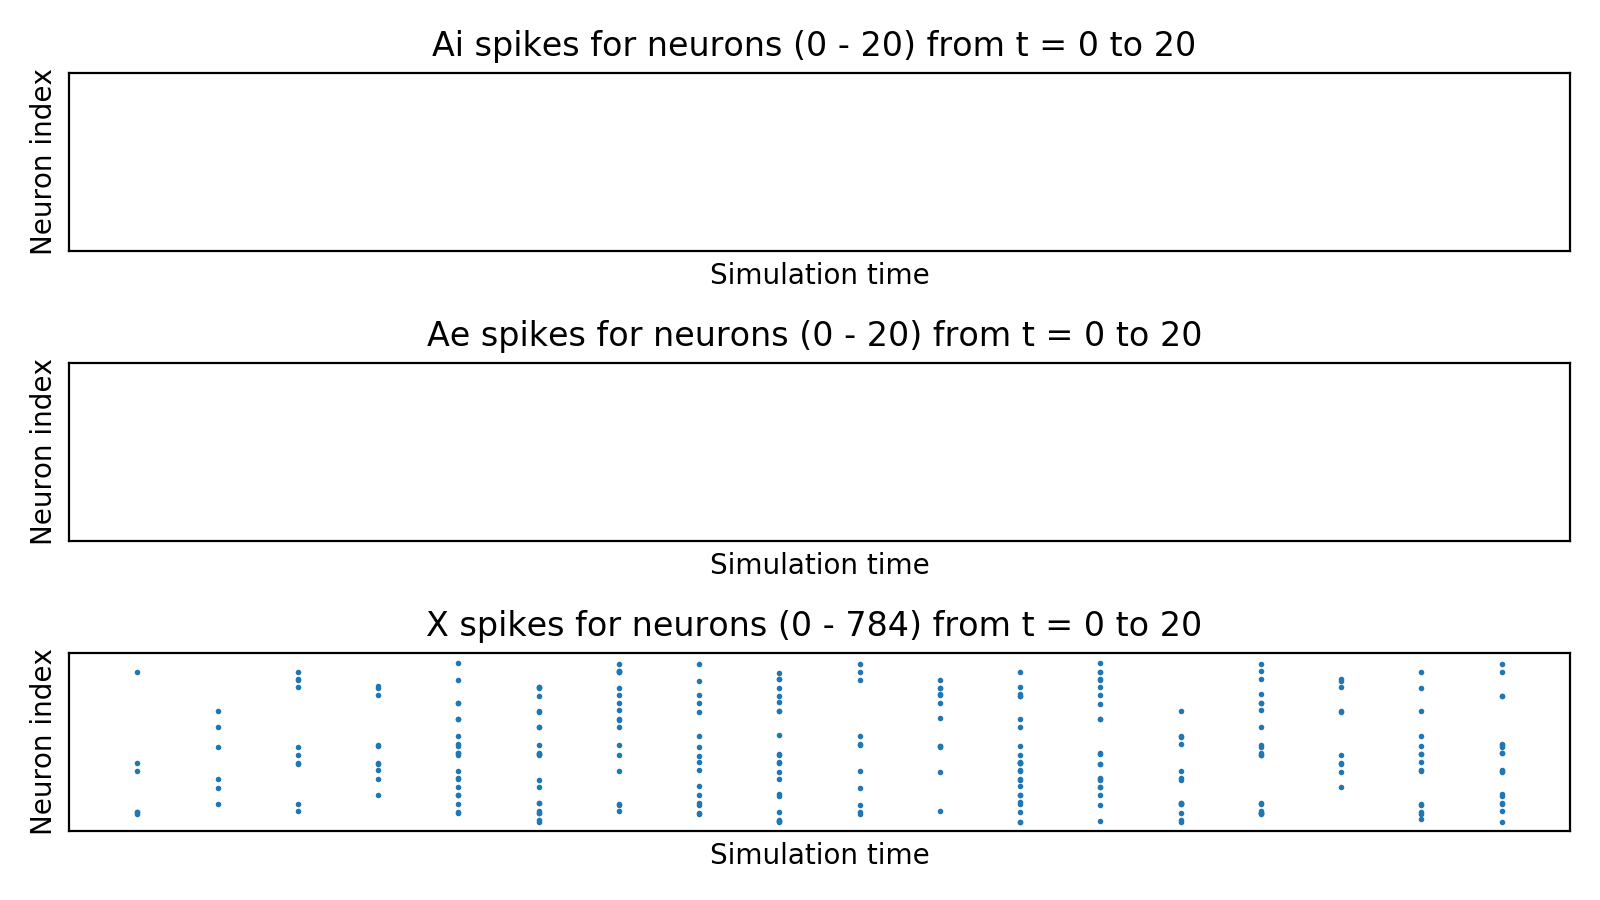 Ai spikes for neurons (0 - 20) from t = 0 to 20
Neuron index
Simulation time
Ae spikes for neurons (0 - 20) from t = 0 to 20
Neuron index
Simulation time
X spikes for neurons (0 - 784) from t = 0 to 20
Neuron index
Simulation time